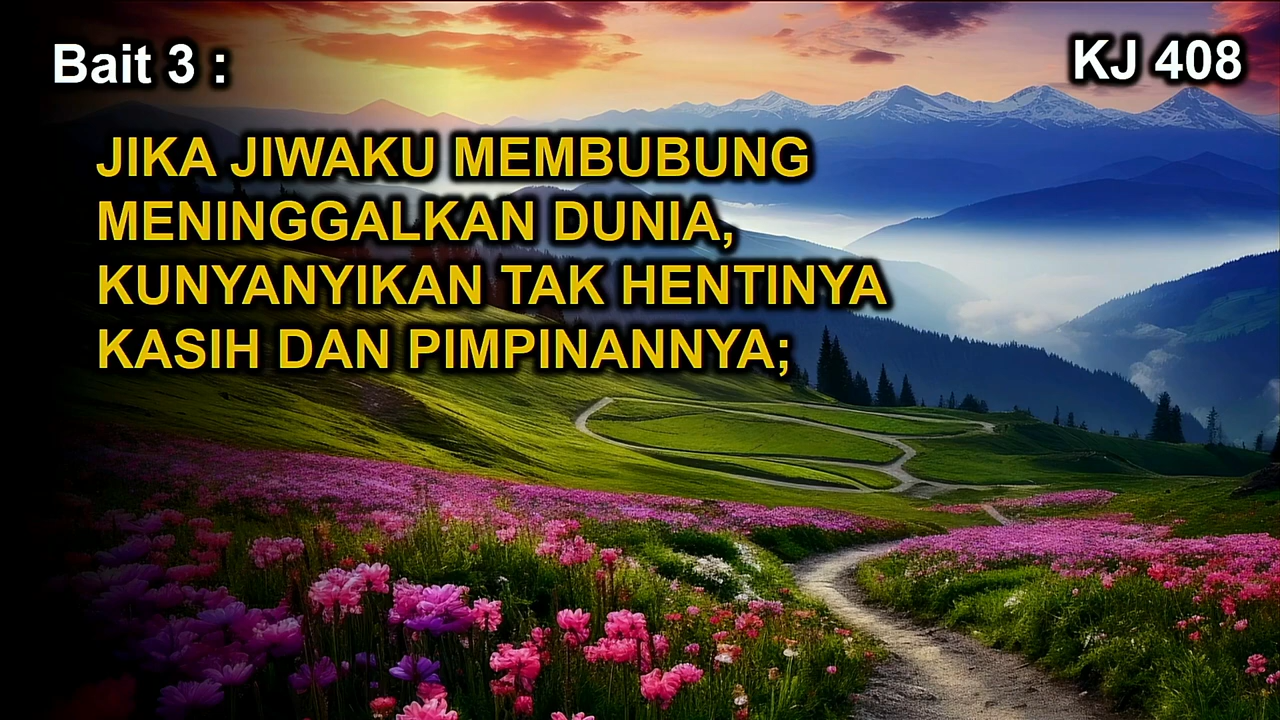 Bait 3 :
KJ 408
JIKA JIWAKU MEMBUBUNG
MENINGGALKAN DUNIA,
KUNYANYIKAN TAK HENTINYA
KASIH DAN PIMPINANNYA;